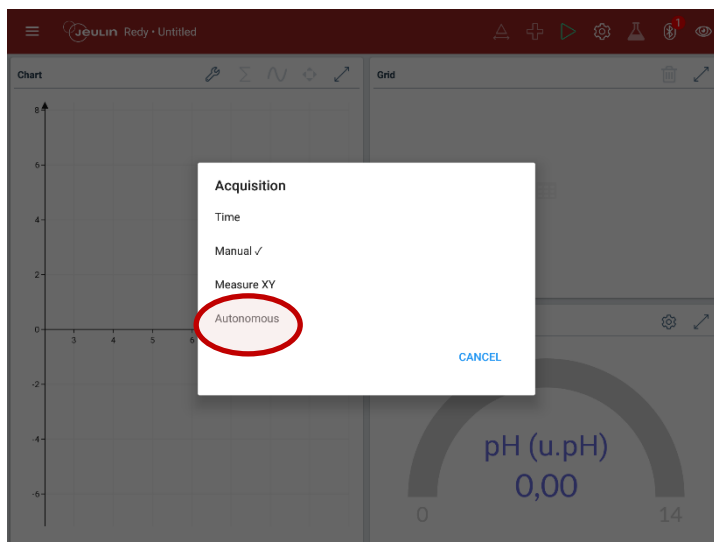 Jeulin Redy • Untitled
1
Chart
Grid
8
6
4
2
0
-2
-4
-6
3 4 5 6
Acquisition
Time
Manual ✓
Measure XY
Autonomous
CANCEL
pH (u.pH)
0,00
0 14